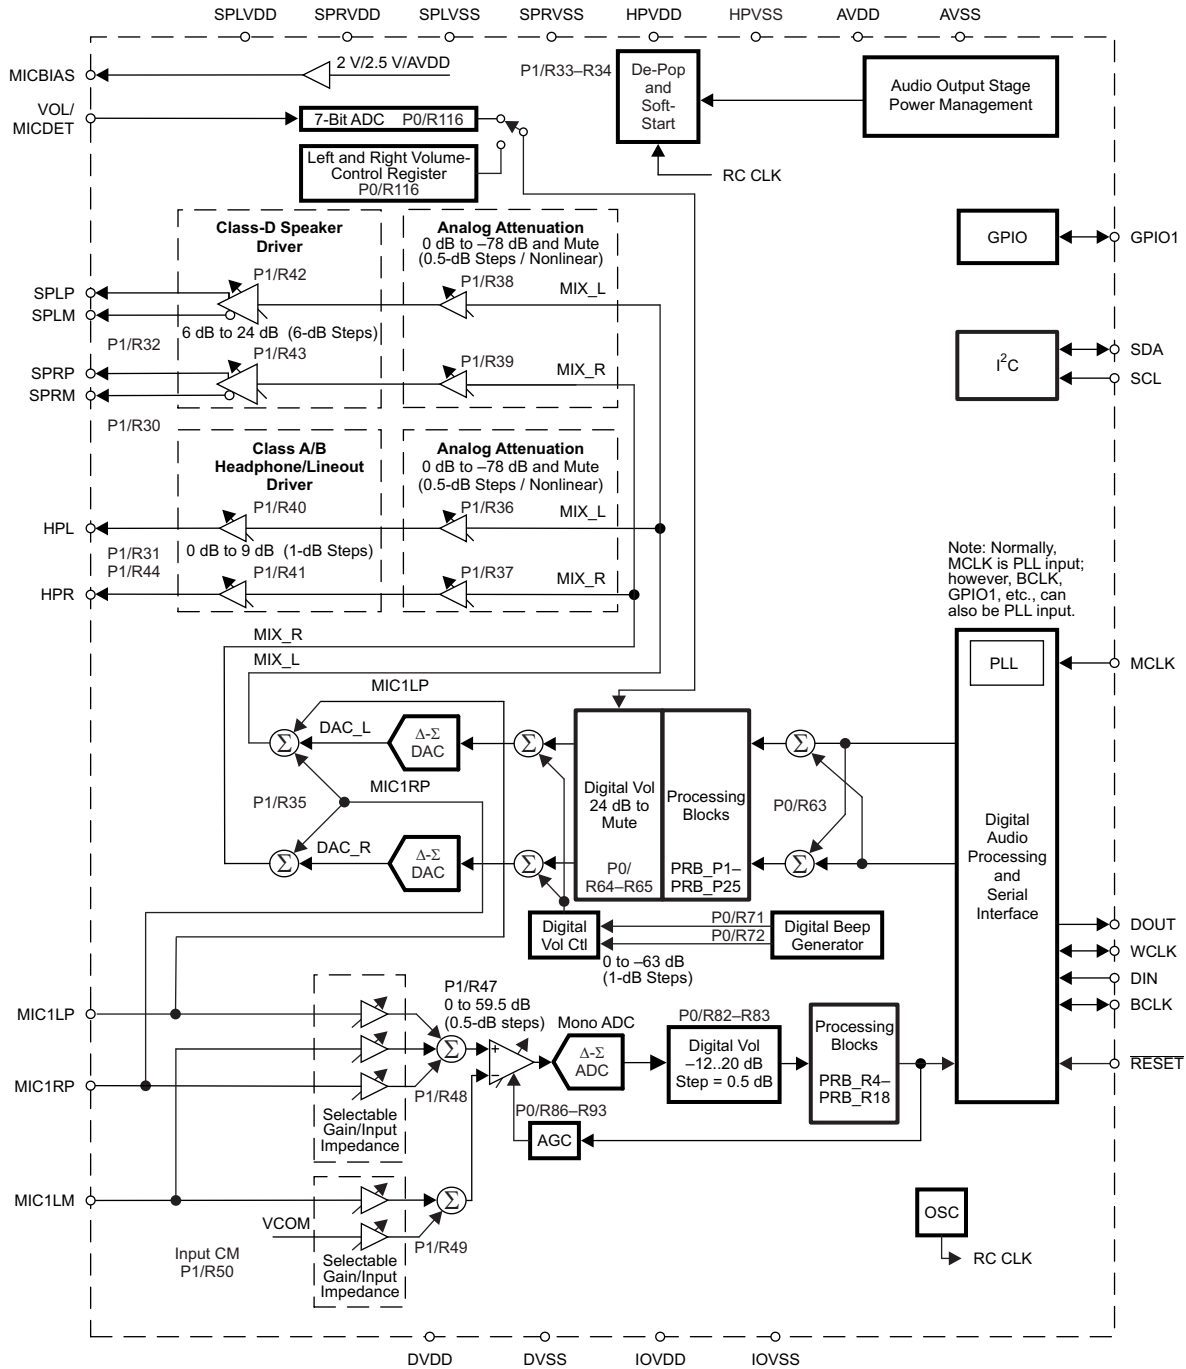 SPLVDD SPRVDD SPLVSS SPRVSS HPVDD HPVSS AVDD AVSS
MICBIAS
2 V/2.5 V/AVDD
P1/R33–R34
De-Pop
and
Soft-
Start
Audio Output Stage
Power Management
VOL/
MICDET
7-Bit ADC P0/R116
Left and Right Volume-
Control Register
P0/R116
RC CLK
GPIO
GPIO1
Class-D Speaker
Driver
Analog Attenuation
0 dB to –78 dB and Mute
(0.5-dB Steps / Nonlinear)
P1/R42
P1/R38
MIX_L
SPLP
SPLM
6 dB to 24 dB (6-dB Steps)
P1/R32
P1/R43
P1/R39
MIX_R
SPRP
SPRM
I2C
SDA
SCL
P1/R30
Class A/B
Headphone/Lineout
Driver
Analog Attenuation
0 dB to –78 dB and Mute
(0.5-dB Steps / Nonlinear)
P1/R40
P1/R36
MIX_L
HPL
0 dB to 9 dB (1-dB Steps)
P1/R31
P1/R44
P1/R41
P1/R37
MIX_R
HPR
Note: Normally,
MCLK is PLL input;
however, BCLK,
GPIO1, etc., can
also be PLL input.
MIX_R
MIX_L
MIC1LP
PLL
MCLK
Σ
DAC_L
Δ-Σ
DAC
Σ
Σ
MIC1RP
P1/R35
Digital Vol
24 dB to
Mute
P0/
R64–R65
Processing
Blocks
PRB_P1–
PRB_P25
P0/R63
Digital
Audio
Processing
and
Serial
Interface
Σ
DAC_R
Δ-Σ
DAC
Σ
Σ
Digital
Vol Ctl
P0/R71
P0/R72
Digital Beep
Generator
0 to –63 dB
(1-dB Steps)
DOUT
WCLK
DIN
BCLK
RESET
MIC1LP
P1/R47
0 to 59.5 dB
(0.5-dB steps)
Mono ADC
P0/R82–R83
Σ
+
−
Δ-Σ
ADC
Digital Vol
–12..20 dB
Step = 0.5 dB
Processing
Blocks
PRB_R4–
PRB_R18
MIC1RP
P1/R48
Selectable
Gain/Input
Impedance
P0/R86–R93
AGC
MIC1LM
Σ
VCOM
P1/R49
Input CM
P1/R50
Selectable
Gain/Input
Impedance
OSC
RC CLK
DVDD DVSS IOVDD IOVSS